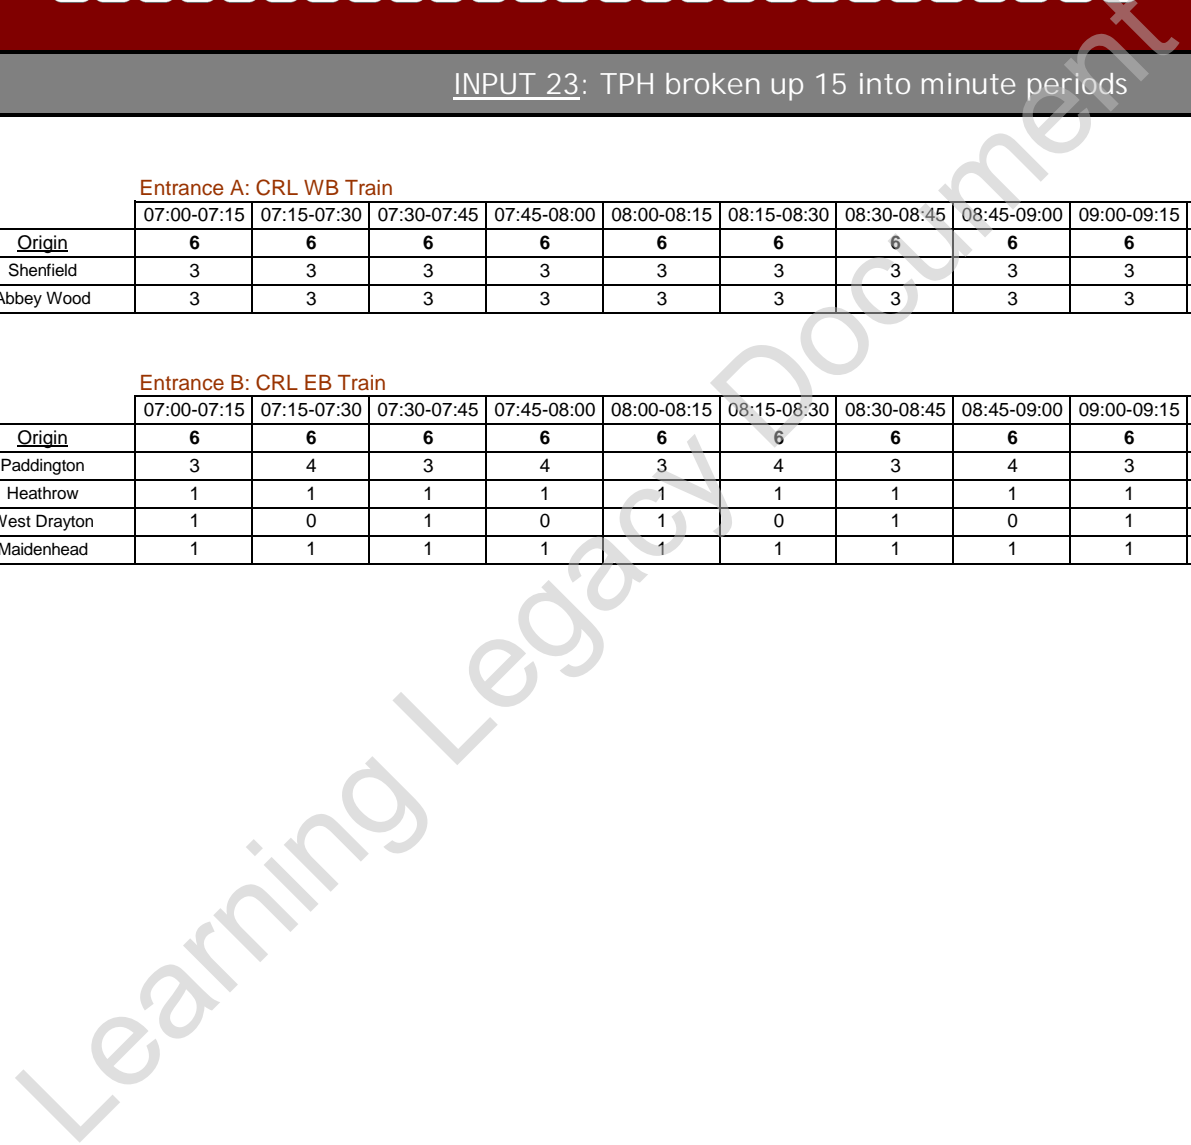 INPUT 23: TPH broken up 15 into minute periods
Entrance A: CRL WB Train
07:00-07:15 07:15-07:30 07:30-07:45 07:45-08:00 08:00-08:15 08:15-08:30 08:30-08:45 08:45-09:00 09:00-09:15
Origin 6 6 6 6 6 6 6 6 6
Shenfield 3 3 3 3 3 3 3 3 3
Abbey Wood 3 3 3 3 3 3 3 3 3
Entrance B: CRL EB Train
07:00-07:15 07:15-07:30 07:30-07:45 07:45-08:00 08:00-08:15 08:15-08:30 08:30-08:45 08:45-09:00 09:00-09:15
Origin 6 6 6 6 6 6 6 6 6
Paddington 3 4 3 4 3 4 3 4 3
Heathrow 1 1 1 1 1 1 1 1 1
West Drayton 1 0 1 0 1 0 1 0 1
Maidenhead 1 1 1 1 1 1 1 1 1
Learning Legacy Document